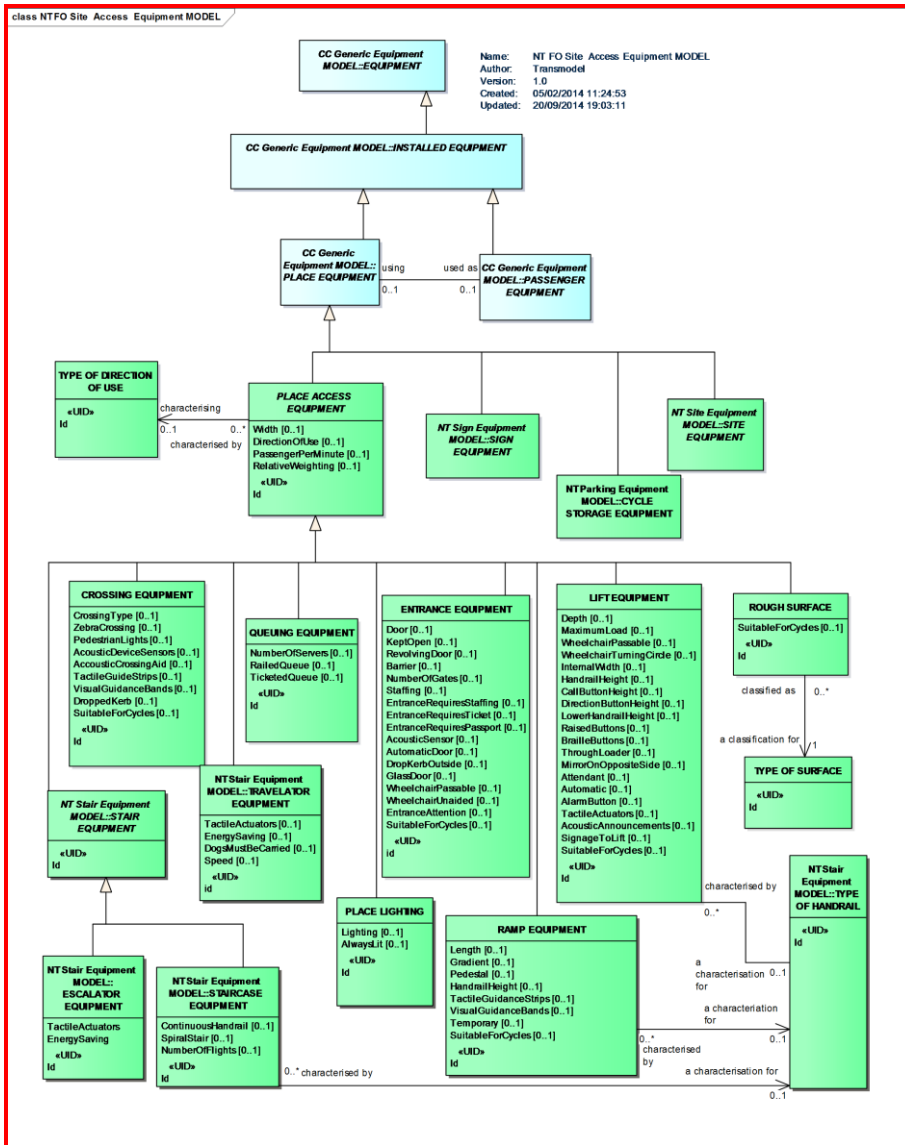 class NTFO Site Access Equipment MODEL
CC Generic Equipment
MODEL::EQUIPMENT
Name: NT FO Site Access Equipment MODEL
Author: Transmodel
Version: 1.0
Created: 05/02/2014 11:24:53
Updated: 20/09/2014 19:03:11
CC Generic Equipment MODEL::INSTALLED EQUIPMENT
CC Generic
Equipment MODEL::
PLACE EQUIPMENT
using
0..1
used as
0..1
CC Generic Equipment
MODEL::PASSENGER
EQUIPMENT
TYPE OF DIRECTION
OF USE
«UID»
Id
characterising
0..1
0..*
characterised by
PLACE ACCESS
EQUIPMENT
Width [0..1]
DirectionOfUse [0..1]
PassengerPerMinute [0..1]
RelativeWeighting [0..1]
«UID»
Id
NT Sign Equipment
MODEL::SIGN
EQUIPMENT
NT Site Equipment
MODEL::SITE
EQUIPMENT
NTParking Equipment
MODEL::CYCLE
STORAGE EQUIPMENT
CROSSING EQUIPMENT
CrossingType [0..1]
ZebraCrossing [0..1]
PedestrianLights [0..1]
AcousticDeviceSensors [0..1]
AccousticCrossingAid [0..1]
TactileGuideStrips [0..1]
VisualGuidanceBands [0..1]
DroppedKerb [0..1]
SuitableForCycles [0..1]
«UID»
Id
QUEUING EQUIPMENT
NumberOfServers [0..1]
RailedQueue [0..1]
TicketedQueue [0..1]
«UID»
Id
ENTRANCE EQUIPMENT
Door [0..1]
KeptOpen [0..1]
RevolvingDoor [0..1]
Barrier [0..1]
NumberOfGates [0..1]
Staffing [0..1]
EntranceRequiresStaffing [0..1]
EntranceRequiresTicket [0..1]
EntranceRequiresPassport [0..1]
AcousticSensor [0..1]
AutomaticDoor [0..1]
DropKerbOutside [0..1]
GlassDoor [0..1]
WheelchairPassable [0..1]
WheelchairUnaided [0..1]
EntranceAttention [0..1]
SuitableForCycles [0..1]
«UID»
id
LIFT EQUIPMENT
Depth [0..1]
MaximumLoad [0..1]
WheelchairPassable [0..1]
WheelchairTurningCircle [0..1]
InternalWidth [0..1]
HandrailHeight [0..1]
CallButtonHeight [0..1]
DirectionButtonHeight [0..1]
LowerHandrailHeight [0..1]
RaisedButtons [0..1]
BrailleButtons [0..1]
ThroughLoader [0..1]
MirrorOnOppositeSide [0..1]
Attendant [0..1]
Automatic [0..1]
AlarmButton [0..1]
TactileActuators [0..1]
AcousticAnnouncements [0..1]
SignageToLift [0..1]
SuitableForCycles [0..1]
«UID»
Id
ROUGH SURFACE
SuitableForCycles [0..1]
«UID»
Id
classified as
0..*
a classification for
1
TYPE OF SURFACE
«UID»
Id
NT Stair Equipment
MODEL::STAIR
EQUIPMENT
«UID»
Id
NTStair Equipment
MODEL::TRAVELATOR
EQUIPMENT
TactileActuators [0..1]
EnergySaving [0..1]
DogsMustBeCarried [0..1]
Speed [0..1]
«UID»
id
NTStair
Equipment
MODEL::TYPE
OF HANDRAIL
«UID»
Id
characterised by
0..*
a
characterisation
for
0..1
PLACE LIGHTING
Lighting [0..1]
AlwaysLit [0..1]
«UID»
Id
RAMP EQUIPMENT
Length [0..1]
Gradient [0..1]
Pedestal [0..1]
HandrailHeight [0..1]
TactileGuidanceStrips [0..1]
VisualGuidanceBands [0..1]
Temporary [0..1]
SuitableForCycles [0..1]
«UID»
Id
a characteriation
for
0..1
0..*
characterised
by
NTStair Equipment
MODEL::
ESCALATOR
EQUIPMENT
TactileActuators
EnergySaving
«UID»
Id
NTStair Equipment
MODEL::STAIRCASE
EQUIPMENT
ContinuousHandrail [0..1]
SpiralStair [0..1]
NumberOfFlights [0..1]
«UID»
Id
0..* characterised by
a characterisation for
0..1